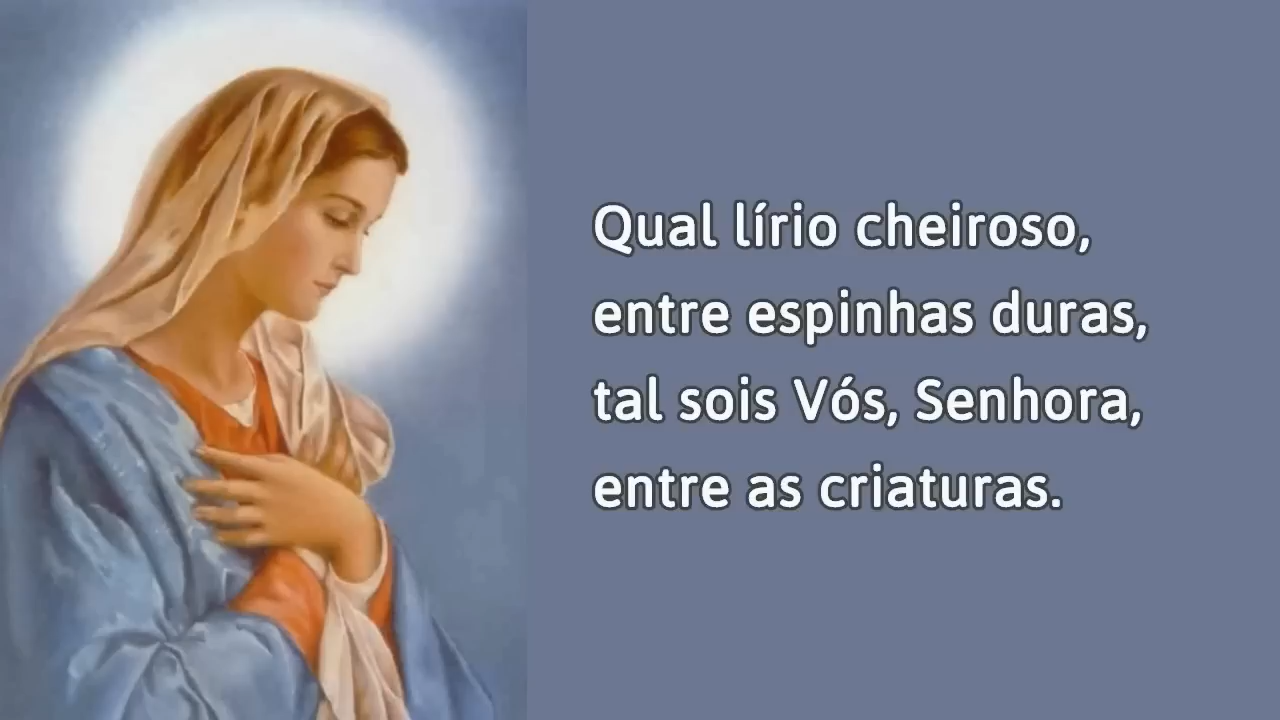 Qual lírio cheiroso,
entre espinhas duras,
tal sois Vós, Senhora,
entre as criaturas.